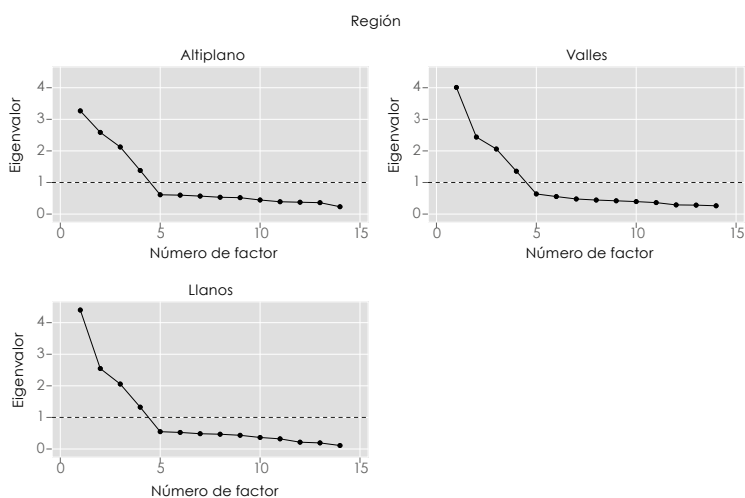 Región
Altiplano
Eigenvalor
4
3
2
1
0
0 5 10 15
Número de factor
Valles
Eigenvalor
4
3
2
1
0
0 5 10 15
Número de factor
Llanos
Eigenvalor
4
3
2
1
0
0 5 10 15
Número de factor